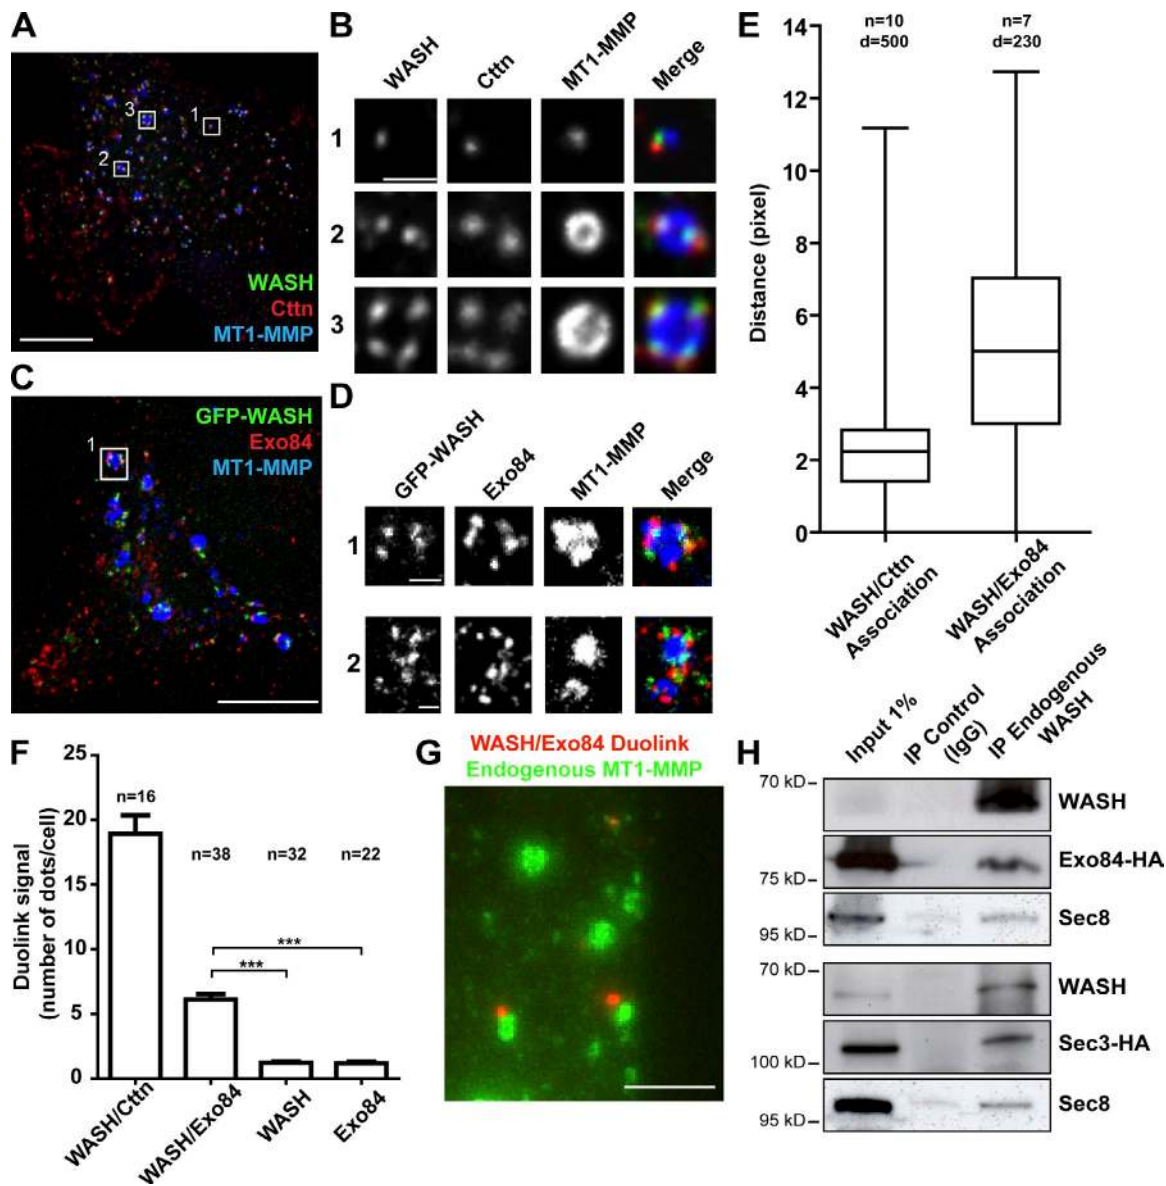 A
3
1
2
WASH
Cttn
MT1-MMP
B
WASH
Cttn
MT1-MMP
Merge
1
2
3
C
GFP-WASH
Exo84
MT1-MMP
1
D
GFP-WASH
Exo84
MT1-MMP
Merge
1
2
E
n=10
d=500
n=7
d=230
14
12
10
8
6
4
2
0
Distance (pixel)
WASH/Cttn
Association
WASH/Exo84
Association
F
25
20
15
10
5
0
Duolink signal
(number of dots/cell)
n=16
n=38
n=32
n=22
***
***
WASH/Cttn
WASH/Exo84
WASH
Exo84
G
WASH/Exo84 Duolink
Endogenous MT1-MMP
H
Input 1%
IP Control
(IgG)
IP Endogenous
WASH
70 kD
WASH
Exo84-HA
75 kD
Sec8
95 kD
70 kD
WASH
Sec3-HA
100 kD
Sec8
95 kD